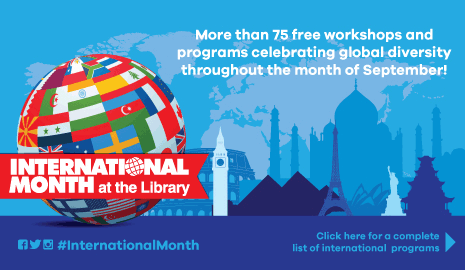 More than 75 free workshops and
programs celebrating global diversity
throughout the month of September!
INTERNATIONAL
MONTH at the Library
#InternationalMonth
Click here for a complete
list of international programs